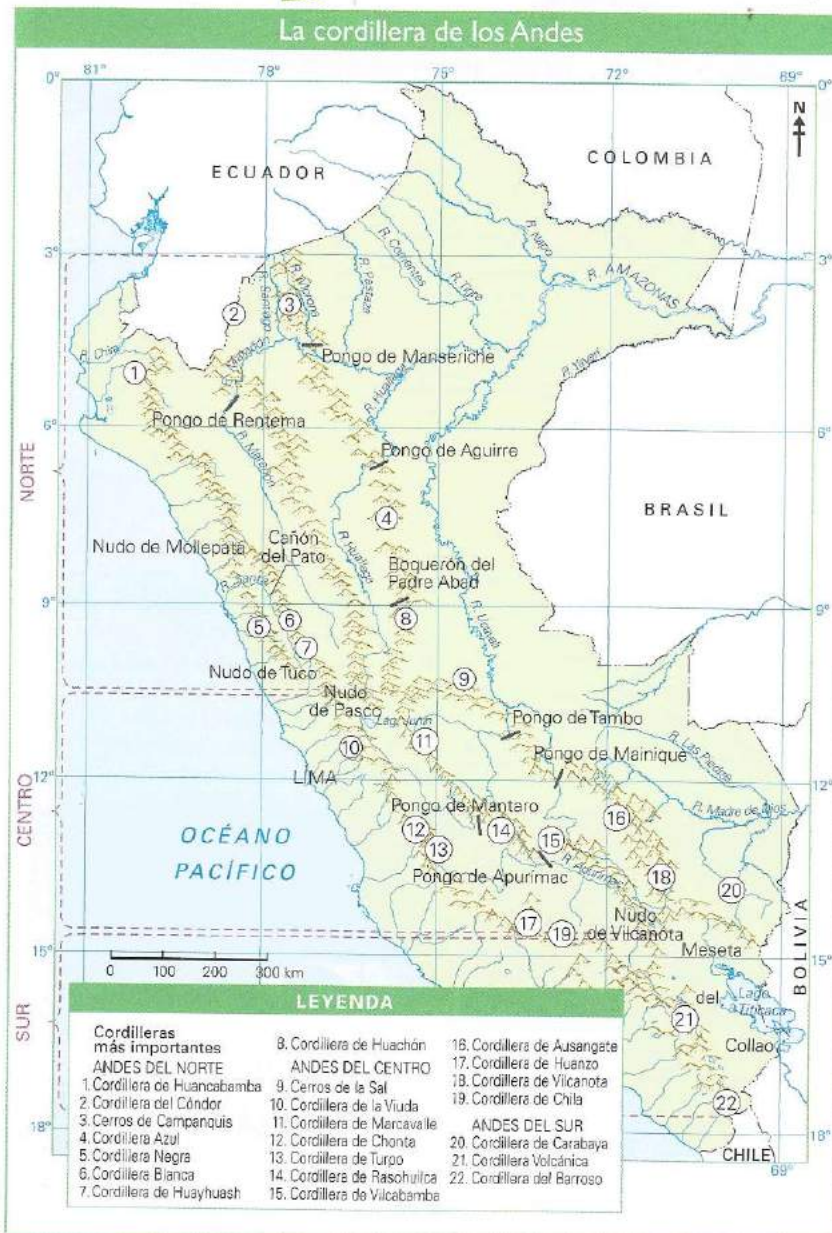 La cordillera de los Andes
81° 78° 75° 72° 69°
0° 0°
N
COLOMBIA
ECUADOR
R. Napo
R. Corrientes
R. Tigre
R. Pastaza
R. AMAZONAS
3° 3°
R. Morona
R. Santiago
2 3
R. Chira
R. Marañón
Pongo de Manseriche
R. Yavarí
1
R. Huallaga
Pongo de Rentema
6° 6°
R. Marañón
Pongo de Aguirre
NORTE
BRASIL
4
Nudo de Mollepata
Cañón
del Pato
R. Huallaga
Boquerón del
Padre Abad
R. Santa
R. Ucayali
9° 9°
5 6 8
7
Nudo de Tuco
9
Nudo
de Pasco
Lag. Junín
Pongo de Tambo
10 11
R. Las Piedras
Pongo de Mainique
LIMA
12° 12°
CENTRO
Pongo de Mantaro
R. Madre de Dios
16
OCÉANO
PACÍFICO
12 14 15
13
R. Apurímac
Pongo de Apurímac
18 20
17 19
Nudo
de Vilcanota
BOLIVIA
Meseta
15° 15°
0 100 200 300 km
SUR
del
Lago
Titicaca
21
Collao
22
18° 18°
CHILE
69°
LEYENDA
Cordilleras
más importantes
ANDES DEL NORTE
1. Cordillera de Huancabamba
2. Cordillera del Cóndor
3. Cerros de Campanquis
4. Cordillera Azul
5. Cordillera Negra
6. Cordillera Blanca
7. Cordillera de Huayhuash
8. Cordillera de Huachón
ANDES DEL CENTRO
9. Cerros de la Sal
10. Cordillera de la Viuda
11. Cordillera de Marcavalle
12. Cordillera de Chonta
13. Cordillera de Turpo
14. Cordillera de Rasohuilca
15. Cordillera de Vilcabamba
16. Cordillera de Ausangate
17. Cordillera de Huanzo
18. Cordillera de Vilcanota
19. Cordillera de Chila
ANDES DEL SUR
20. Cordillera de Carabaya
21. Cordillera Volcánica
22. Cordillera del Barroso